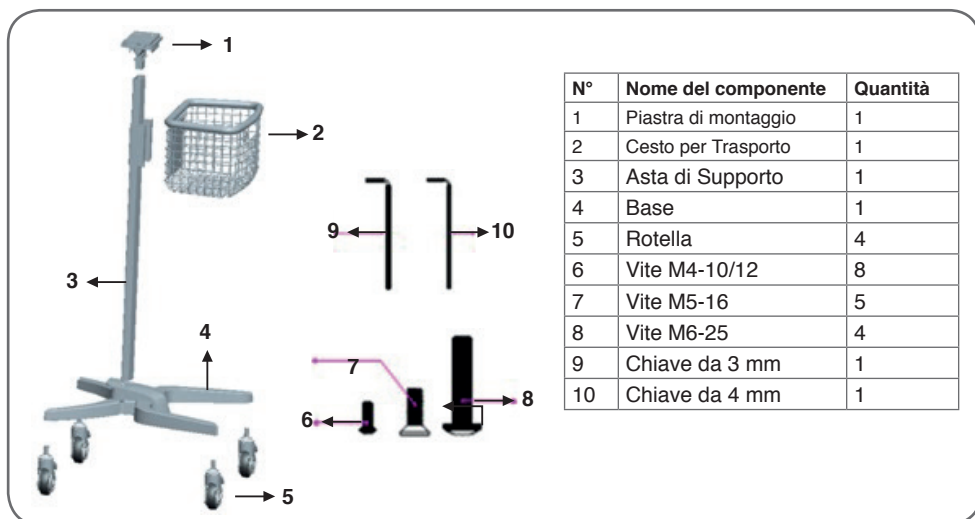 1
2
3
4
5
6
7
8
9
10
N° Nome del componente Quantità
1 Piastra di montaggio 1
2 Cesto per Trasporto 1
3 Asta di Supporto 1
4 Base 1
5 Rotella 4
6 Vite M4-10/12 8
7 Vite M5-16 5
8 Vite M6-25 4
9 Chiave da 3 mm 1
10 Chiave da 4 mm 1